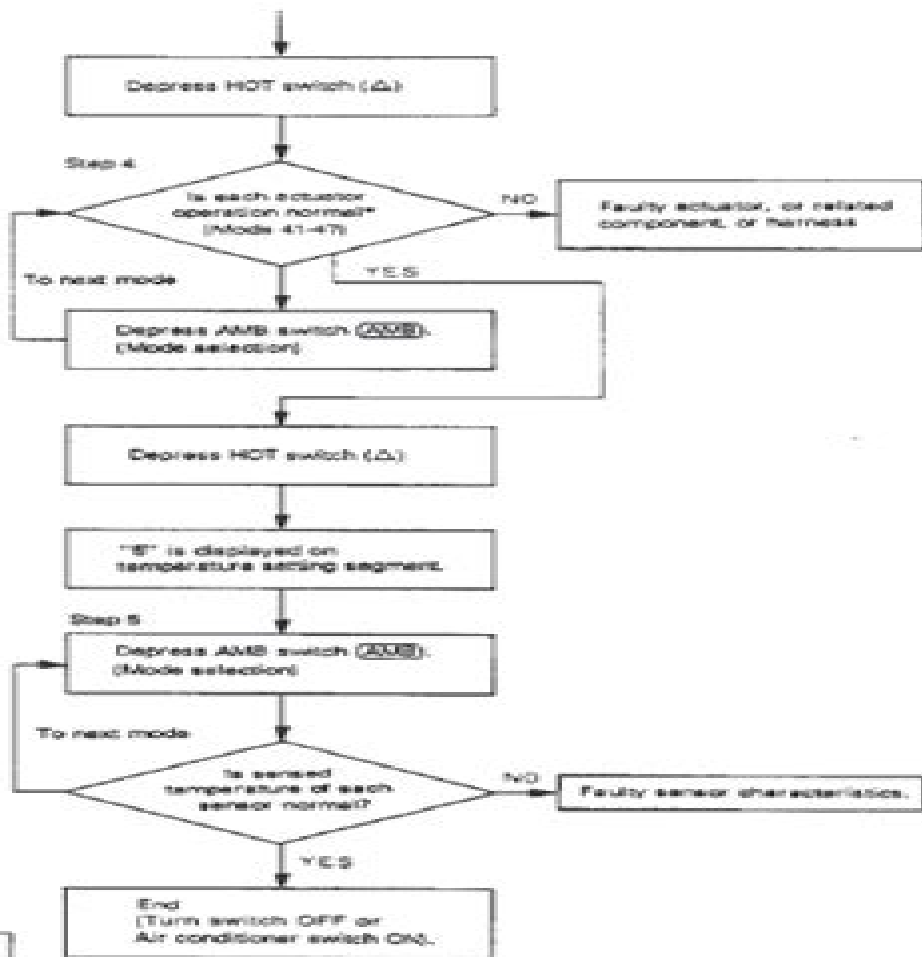 Depress HOT switch (△)
Step 4
Is each actuator
operation normal*
(Mode 41-47)
NO
Faulty actuator, or related
component, or harness
YES
To next mode
Depress AMB switch (AMB).
(Mode selection)
Depress HOT switch (△)
"5" is displayed on
temperature setting segment.
Step 5
Depress AMB switch (AMB).
(Mode selection)
To next mode
Is sensed
temperature of each
sensor normal?
NO
Faulty sensor characteristics.
YES
End
(Turn switch OFF or
Air conditioner switch ON).